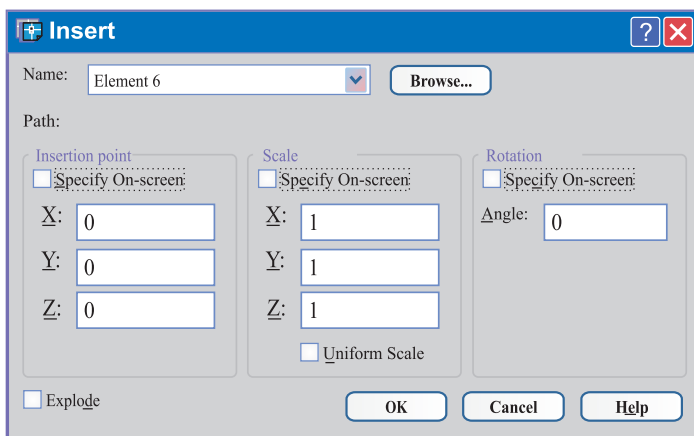 Insert
?
X
Name: Element 6 Browse...
Path:
Insertion point
Specify On-screen
X: 0
Y: 0
Z: 0
Scale
Specify On-screen
X: 1
Y: 1
Z: 1
Uniform Scale
Rotation
Specify On-screen
Angle: 0
Explode
OK Cancel Help